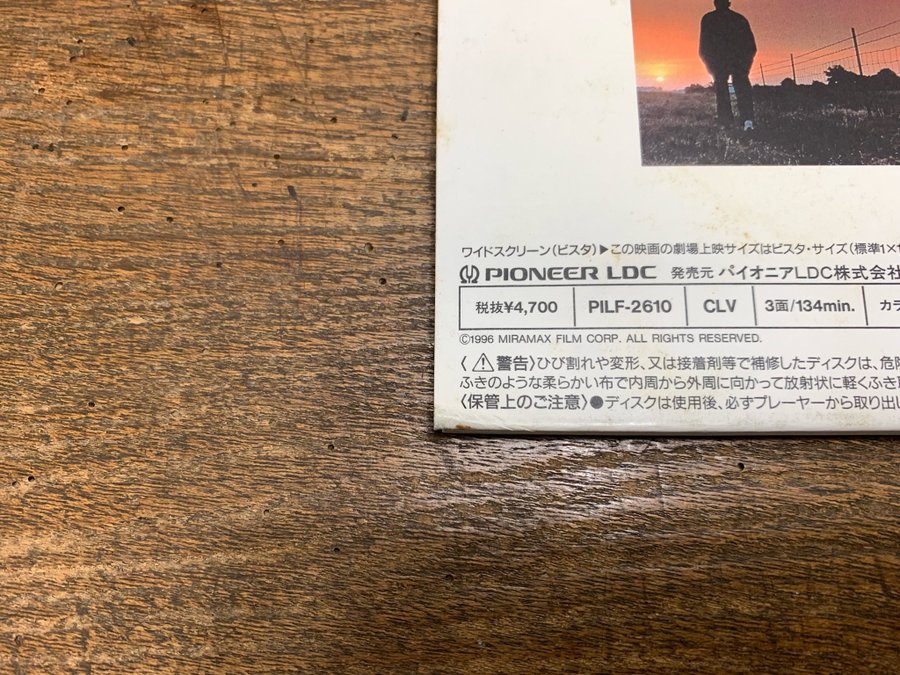 ワイドスクリーン(ビスタ)▶この映画の劇場上映サイズはビスタ・サイズ(標準1×1
PIONEER LDC 発売元 パイオニアLDC株式会社
税抜¥4,700 PILF-2610 CLV 3面/134min. カラ
©1996 MIRAMAX FILM CORP. ALL RIGHTS RESERVED.
〈⚠警告〉ひび割れや変形、又は接着剤等で補修したディスクは、危険
ふきのような柔らかい布で内周から外周に向かって放射状に軽くふき取
〈保管上のご注意〉●ディスクは使用後、必ずプレーヤーから取り出し